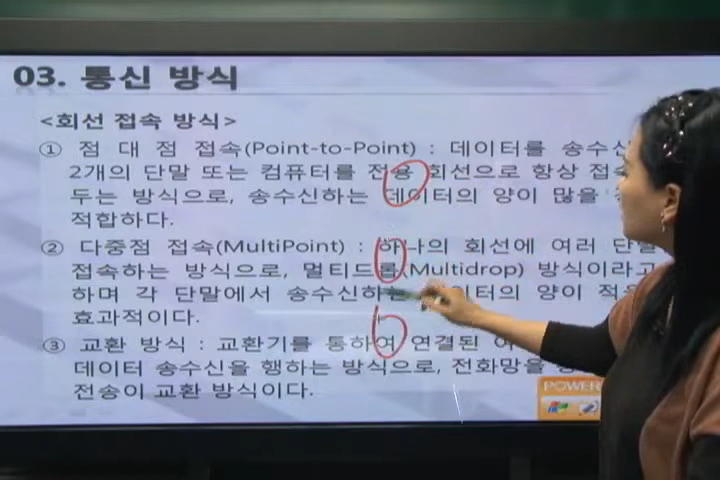 03. 통신 방식
<회선 접속 방식>
① 점 대 점 접속(Point-to-Point) : 데이터를 송수신
2개의 단말 또는 컴퓨터를 전용 회선으로 항상 접속
두는 방식으로, 송수신하는 데이터의 양이 많을
적합하다.
② 다중점 접속(MultiPoint) : 하나의 회선에 여러 단말
접속하는 방식으로, 멀티드롭(Multidrop) 방식이라고
하며 각 단말에서 송수신하는 데이터의 양이 적을
효과적이다.
③ 교환 방식 : 교환기를 통하여 연결된
데이터 송수신을 행하는 방식으로, 전화망을
전송이 교환 방식이다.
POWER